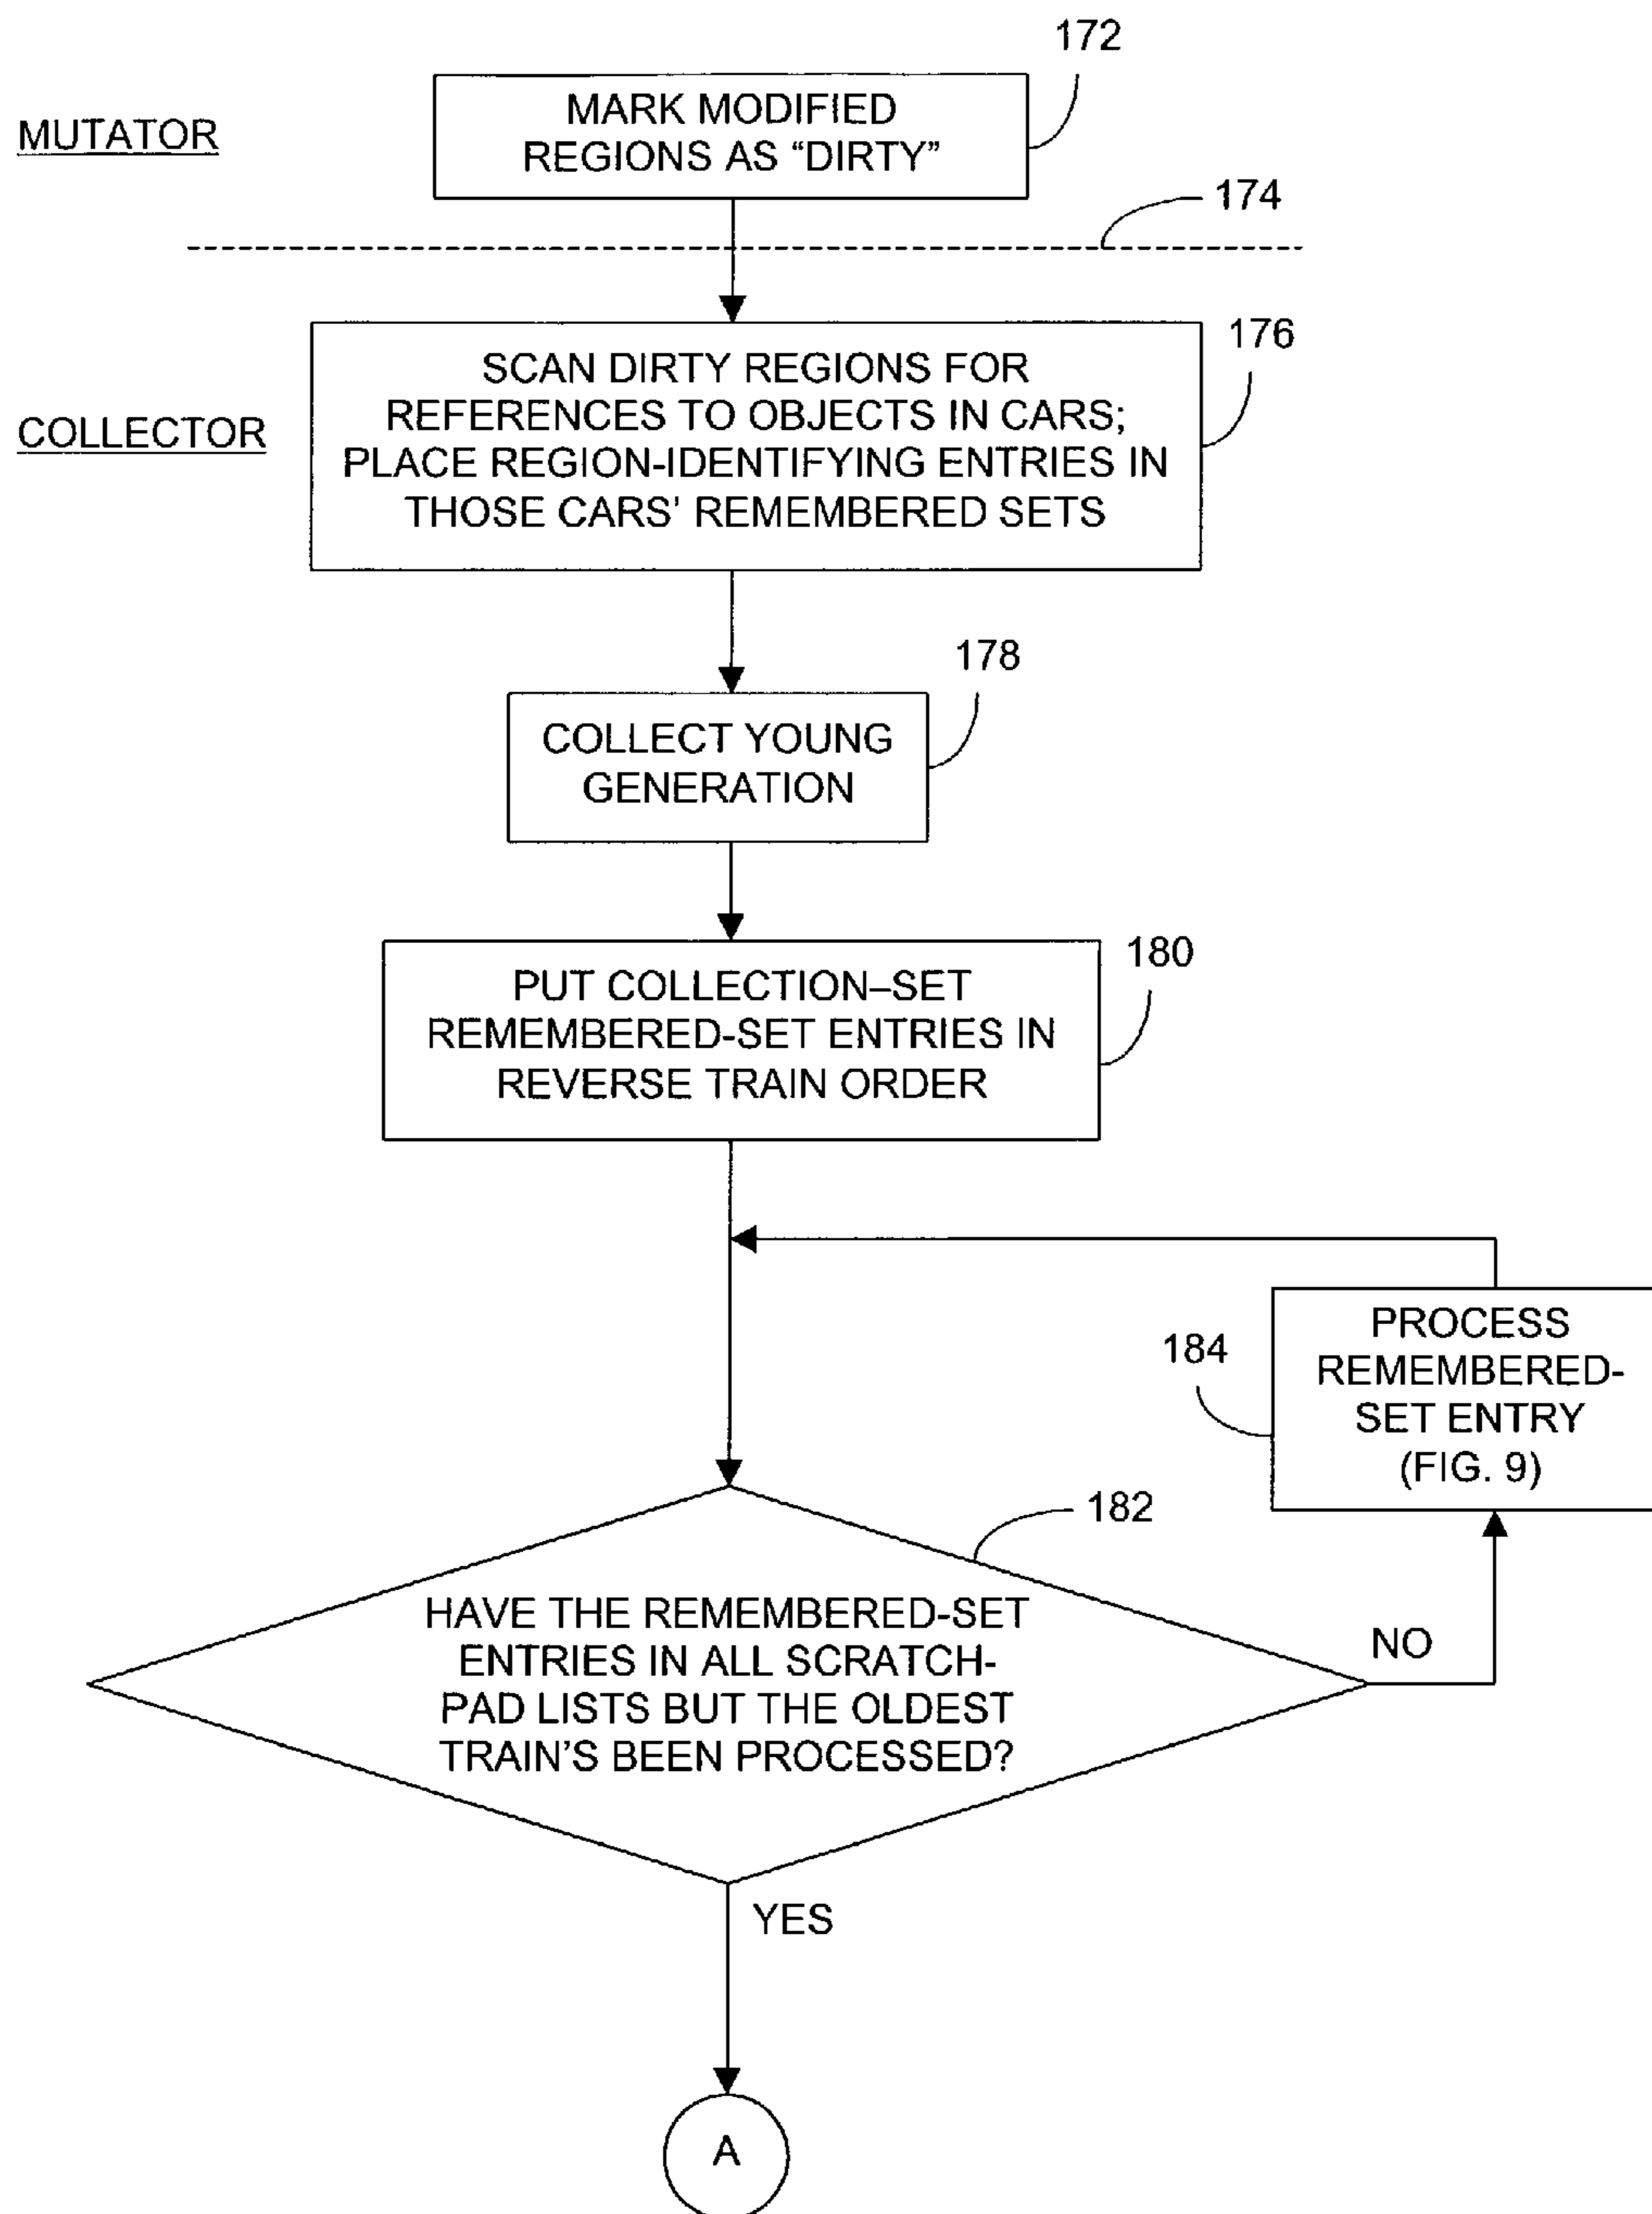 172
MUTATOR
MARK MODIFIED
REGIONS AS “DIRTY”
174
176
COLLECTOR
SCAN DIRTY REGIONS FOR
REFERENCES TO OBJECTS IN CARS;
PLACE REGION-IDENTIFYING ENTRIES IN
THOSE CARS’ REMEMBERED SETS
178
COLLECT YOUNG
GENERATION
180
PUT COLLECTION–SET
REMEMBERED-SET ENTRIES IN
REVERSE TRAIN ORDER
184
PROCESS
REMEMBERED-
SET ENTRY
(FIG. 9)
182
HAVE THE REMEMBERED-SET
ENTRIES IN ALL SCRATCH-
PAD LISTS BUT THE OLDEST
TRAIN’S BEEN PROCESSED?
NO
YES
A